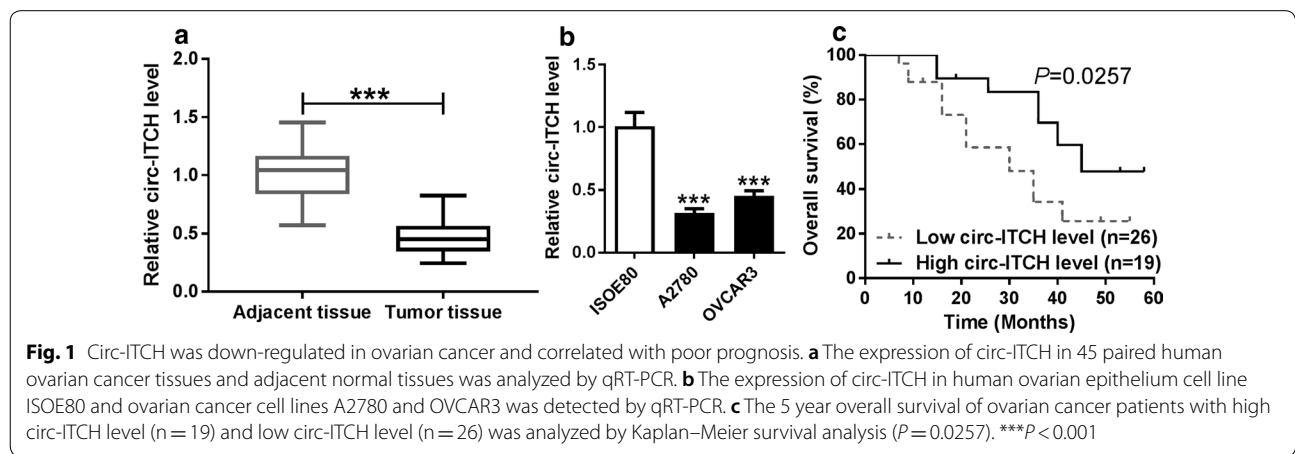 a
2.0
1.5
1.0
0.5
0.0
Relative circ-ITCH level
***
Adjacent tissue Tumor tissue
b
1.5
1.0
0.5
0.0
Relative circ-ITCH level
***
***
ISOE80
A2780
OVCAR3
c
100
80
60
40
20
0
Overall survival (%)
P=0.0257
Low circ-ITCH level (n=26)
High circ-ITCH level (n=19)
0 10 20 30 40 50 60
Time (Months)
Fig. 1 Circ-ITCH was down-regulated in ovarian cancer and correlated with poor prognosis. a The expression of circ-ITCH in 45 paired human
ovarian cancer tissues and adjacent normal tissues was analyzed by qRT-PCR. b The expression of circ-ITCH in human ovarian epithelium cell line
ISOE80 and ovarian cancer cell lines A2780 and OVCAR3 was detected by qRT-PCR. c The 5 year overall survival of ovarian cancer patients with high
circ-ITCH level (n = 19) and low circ-ITCH level (n = 26) was analyzed by Kaplan–Meier survival analysis (P = 0.0257). ***P < 0.001